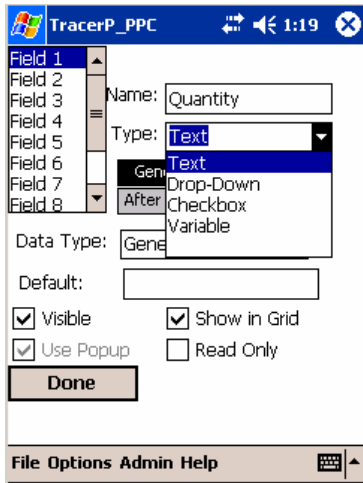 TracerP_PPC 1:19
Field 1
Field 2
Field 3
Field 4
Field 5
Field 6
Field 7
Field 8
Name: Quantity
Type: Text
Text
Drop-Down
Checkbox
Variable
Gen
After
Data Type: Gene
Default:
Visible Show in Grid
Use Popup Read Only
Done
File Options Admin Help